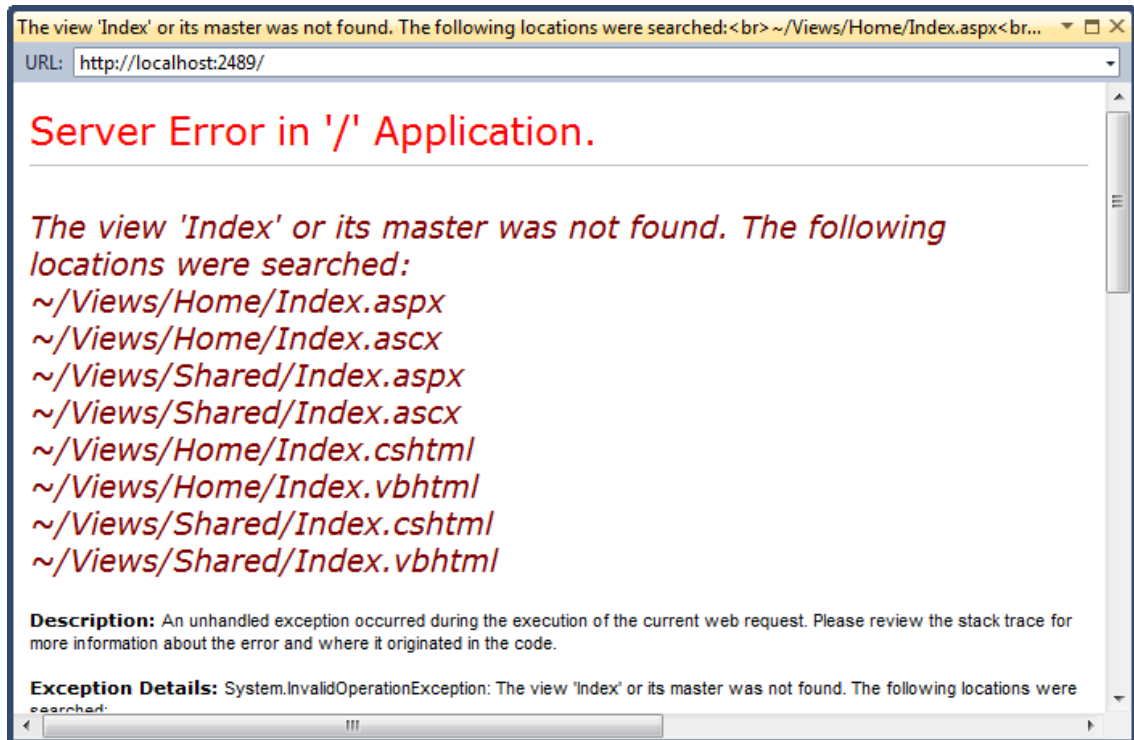 The view 'Index' or its master was not found. The following locations were searched:<br>~/Views/Home/Index.aspx<br...
URL: http://localhost:2489/
Server Error in '/' Application.
The view 'Index' or its master was not found. The following
locations were searched:
~/Views/Home/Index.aspx
~/Views/Home/Index.ascx
~/Views/Shared/Index.aspx
~/Views/Shared/Index.ascx
~/Views/Home/Index.cshtml
~/Views/Home/Index.vbhtml
~/Views/Shared/Index.cshtml
~/Views/Shared/Index.vbhtml
Description: An unhandled exception occurred during the execution of the current web request. Please review the stack trace for
more information about the error and where it originated in the code.
Exception Details: System.InvalidOperationException: The view 'Index' or its master was not found. The following locations were
searched: